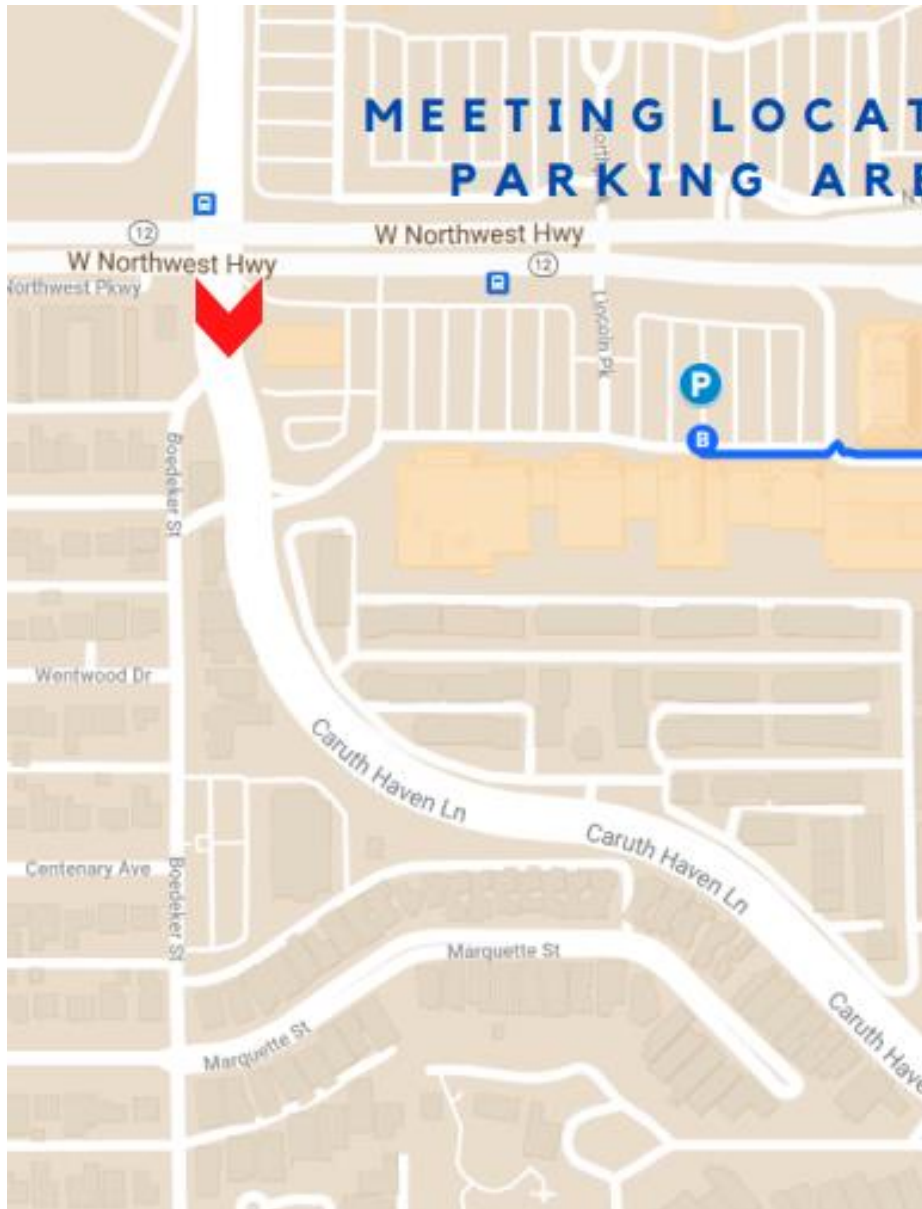 MEETING LOCAT
PARKING ARE
N
12
W Northwest Hwy
W Northwest Hwy
12
Northwest Pkwy
Lincoln Pk
P
B
Boedeker St
Wentwood Dr
Caruth Haven Ln
Caruth Haven Ln
Centenary Ave
Boedeker St
Marquette St
Caruth Have
Marquette St